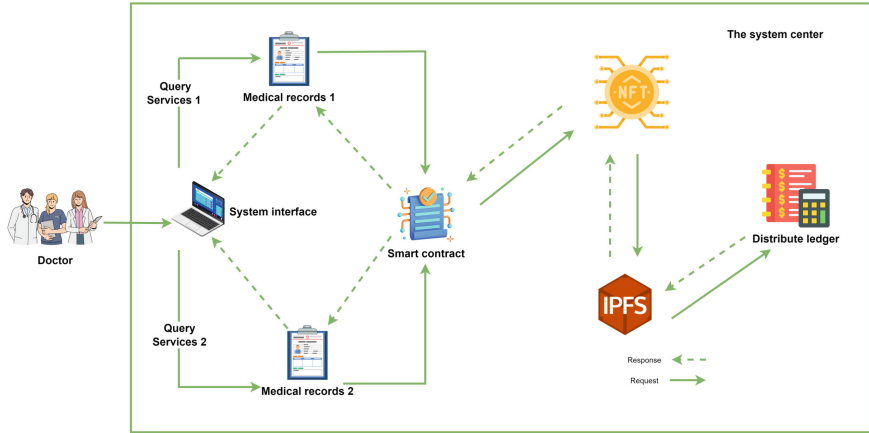 The system center
Query
Services 1
Medical records 1
NFT
System interface
Smart contract
Distribute ledger
Doctor
IPFS
Query
Services 2
Medical records 2
Response
Request